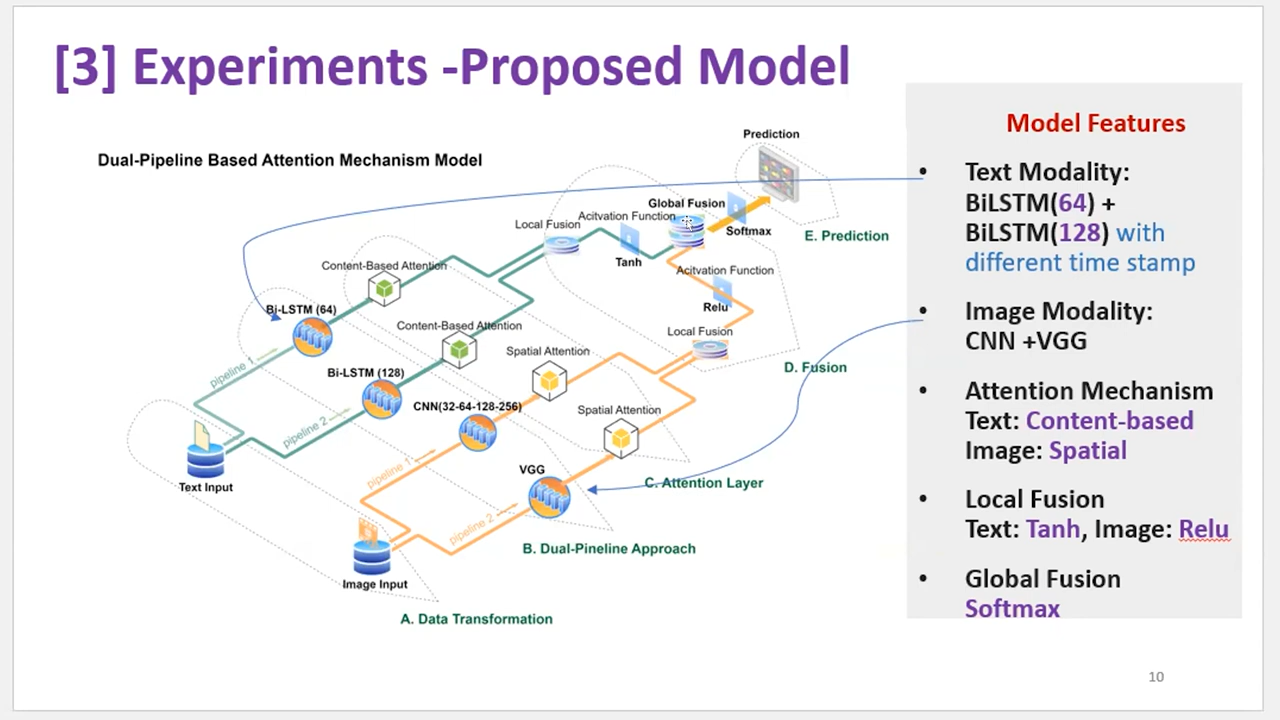 [3] Experiments -Proposed Model
Dual-Pipeline Based Attention Mechanism Model
Prediction
Global Fusion
Acitvation Function
Local Fusion
Softmax
E. Prediction
Tanh
Content-Based Attention
Acitvation Function
Bi-LSTM (64)
Relu
Content-Based Attention
Local Fusion
Spatial Attention
pipeline 1
Bi-LSTM (128)
D. Fusion
CNN(32-64-128-256)
Spatial Attention
pipeline 2
Text Input
pipeline 1
VGG
C. Attention Layer
pipeline 2
B. Dual-Pineline Approach
Image Input
A. Data Transformation
Model Features
• Text Modality:
BiLSTM(64) +
BiLSTM(128) with
different time stamp
• Image Modality:
CNN +VGG
• Attention Mechanism
Text: Content-based
Image: Spatial
• Local Fusion
Text: Tanh, Image: Relu
• Global Fusion
Softmax
10